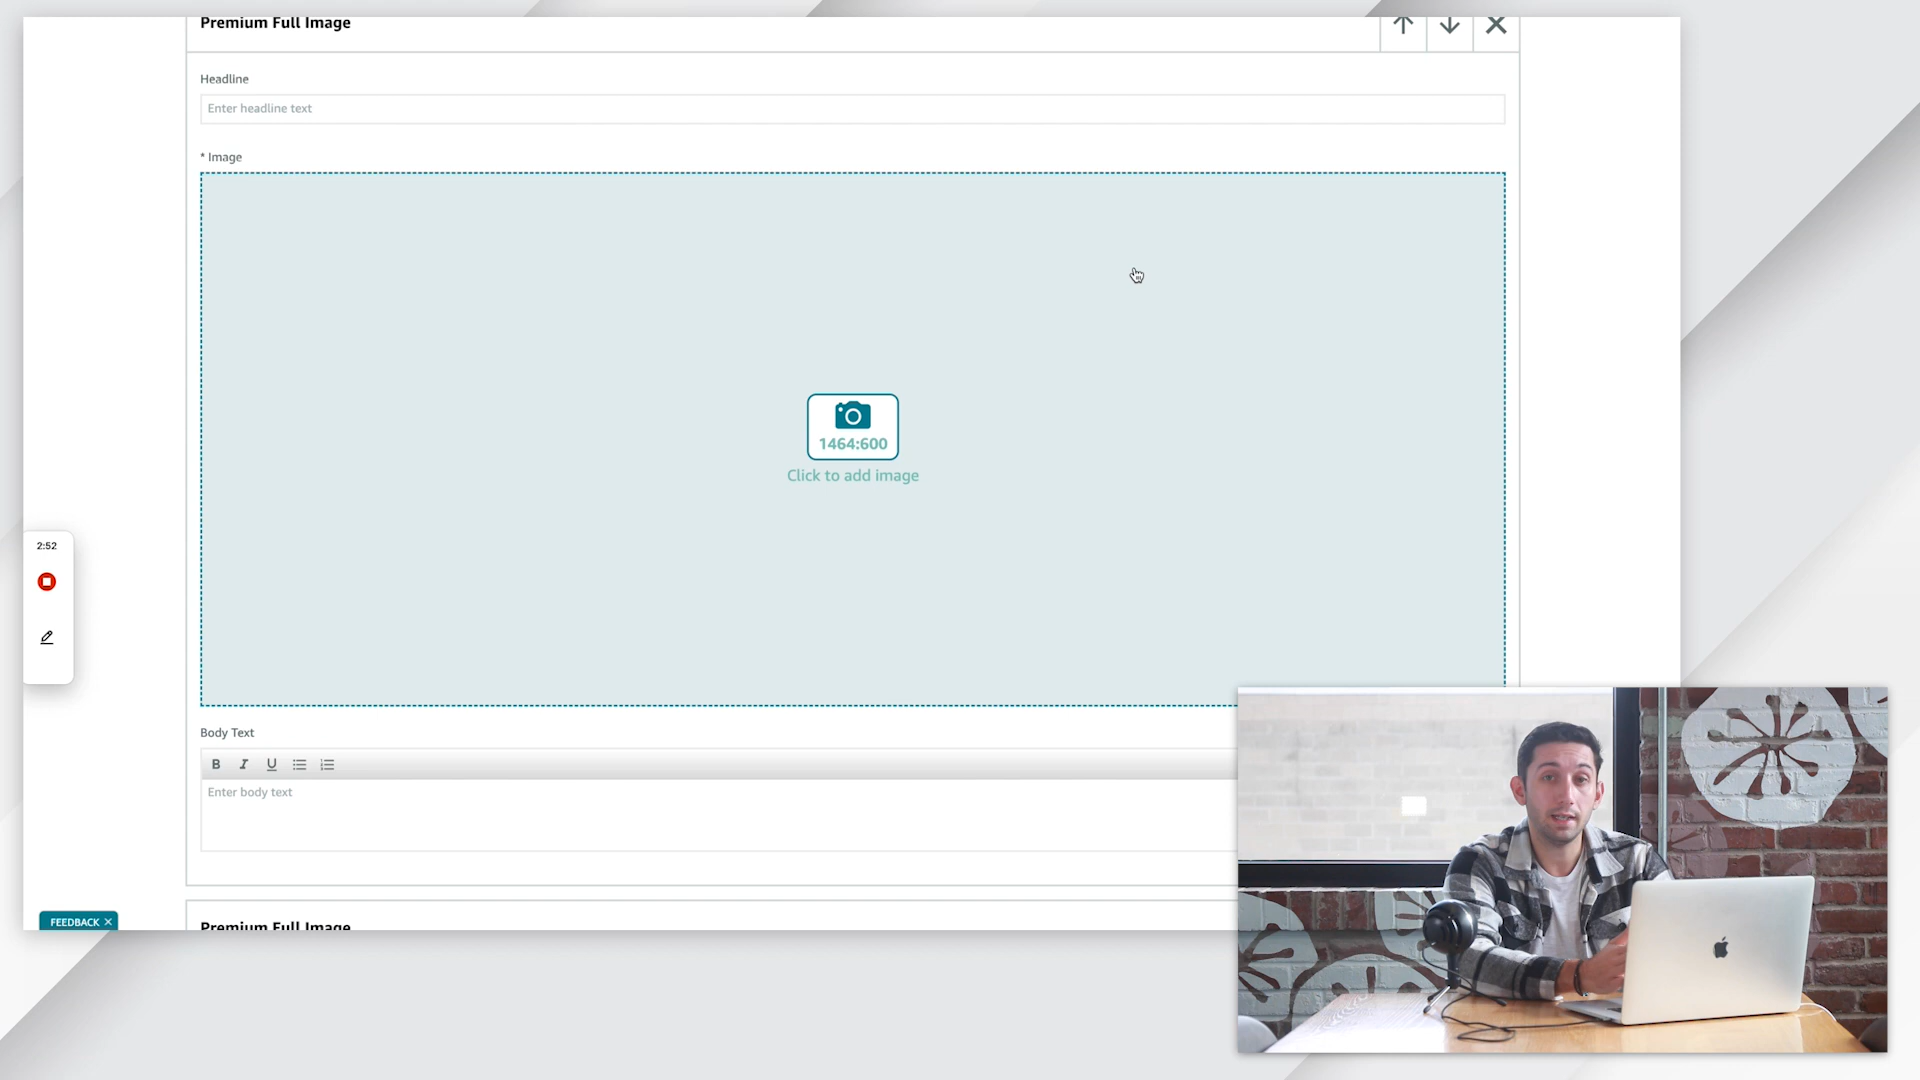 Premium Full Image
Headline
Enter headline text
* Image
1464:600
Click to add image
2:52
Body Text
B I U
Enter body text
FEEDBACK ×
Premium Full Image